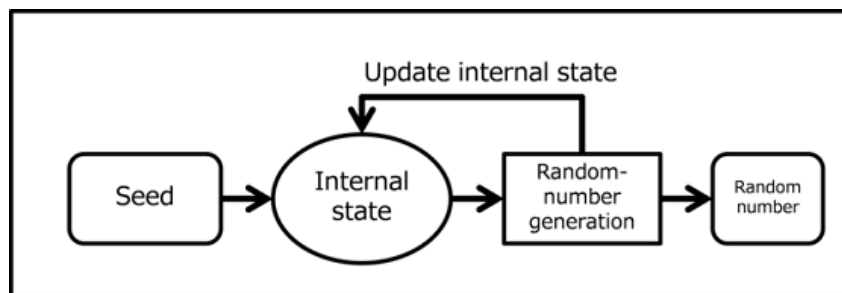 Update internal state
Seed
Internal
state
Random-
number
generation
Random
number